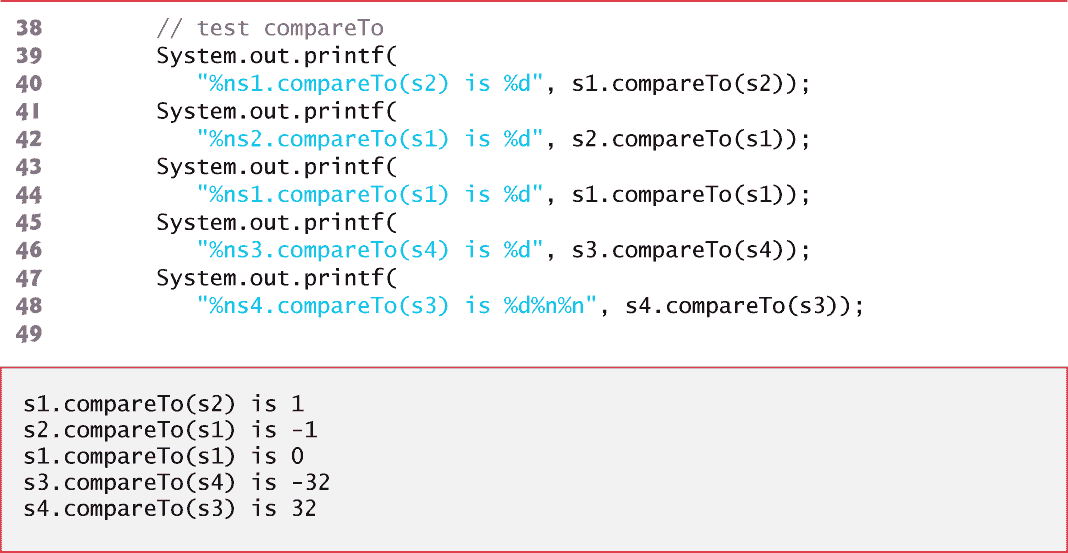 38 // test compareTo
39 System.out.printf(
40 "%ns1.compareTo(s2) is %d", s1.compareTo(s2));
41 System.out.printf(
42 "%ns2.compareTo(s1) is %d", s2.compareTo(s1));
43 System.out.printf(
44 "%ns1.compareTo(s1) is %d", s1.compareTo(s1));
45 System.out.printf(
46 "%ns3.compareTo(s4) is %d", s3.compareTo(s4));
47 System.out.printf(
48 "%ns4.compareTo(s3) is %d%n%n", s4.compareTo(s3));
49
s1.compareTo(s2) is 1
s2.compareTo(s1) is -1
s1.compareTo(s1) is 0
s3.compareTo(s4) is -32
s4.compareTo(s3) is 32